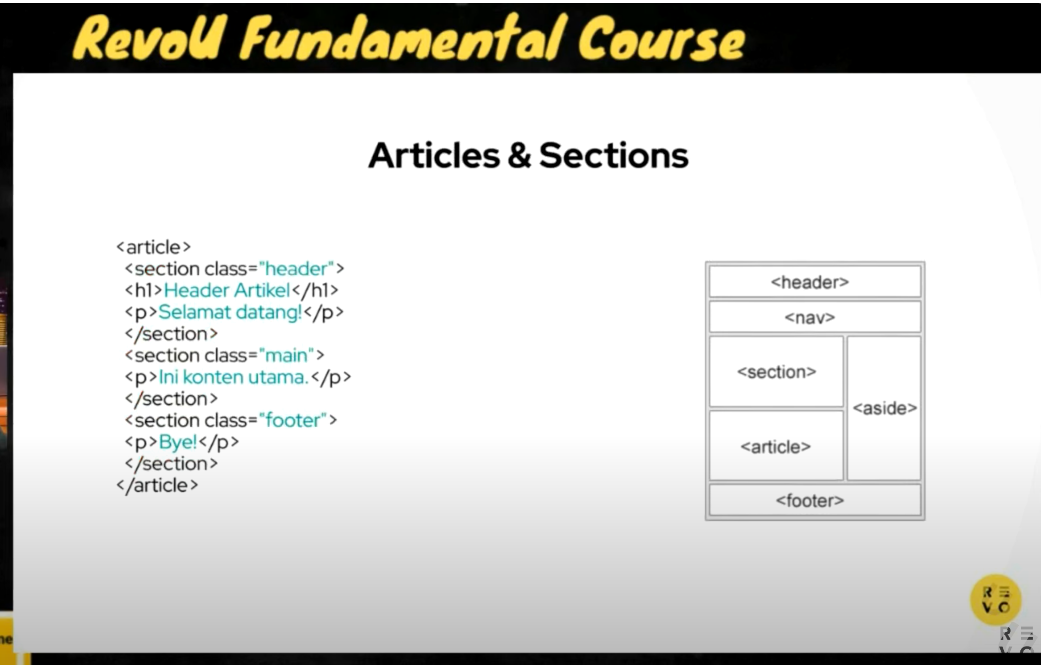 RevoU Fundamental Course
Articles & Sections
<article>
<section class="header">
<h1>Header Artikel</h1>
<p>Selamat datang!</p>
</section>
<section class="main">
<p>Ini konten utama.</p>
</section>
<section class="footer">
<p>Bye!</p>
</section>
</article>
<header>
<nav>
<section>
<aside>
<article>
<footer>